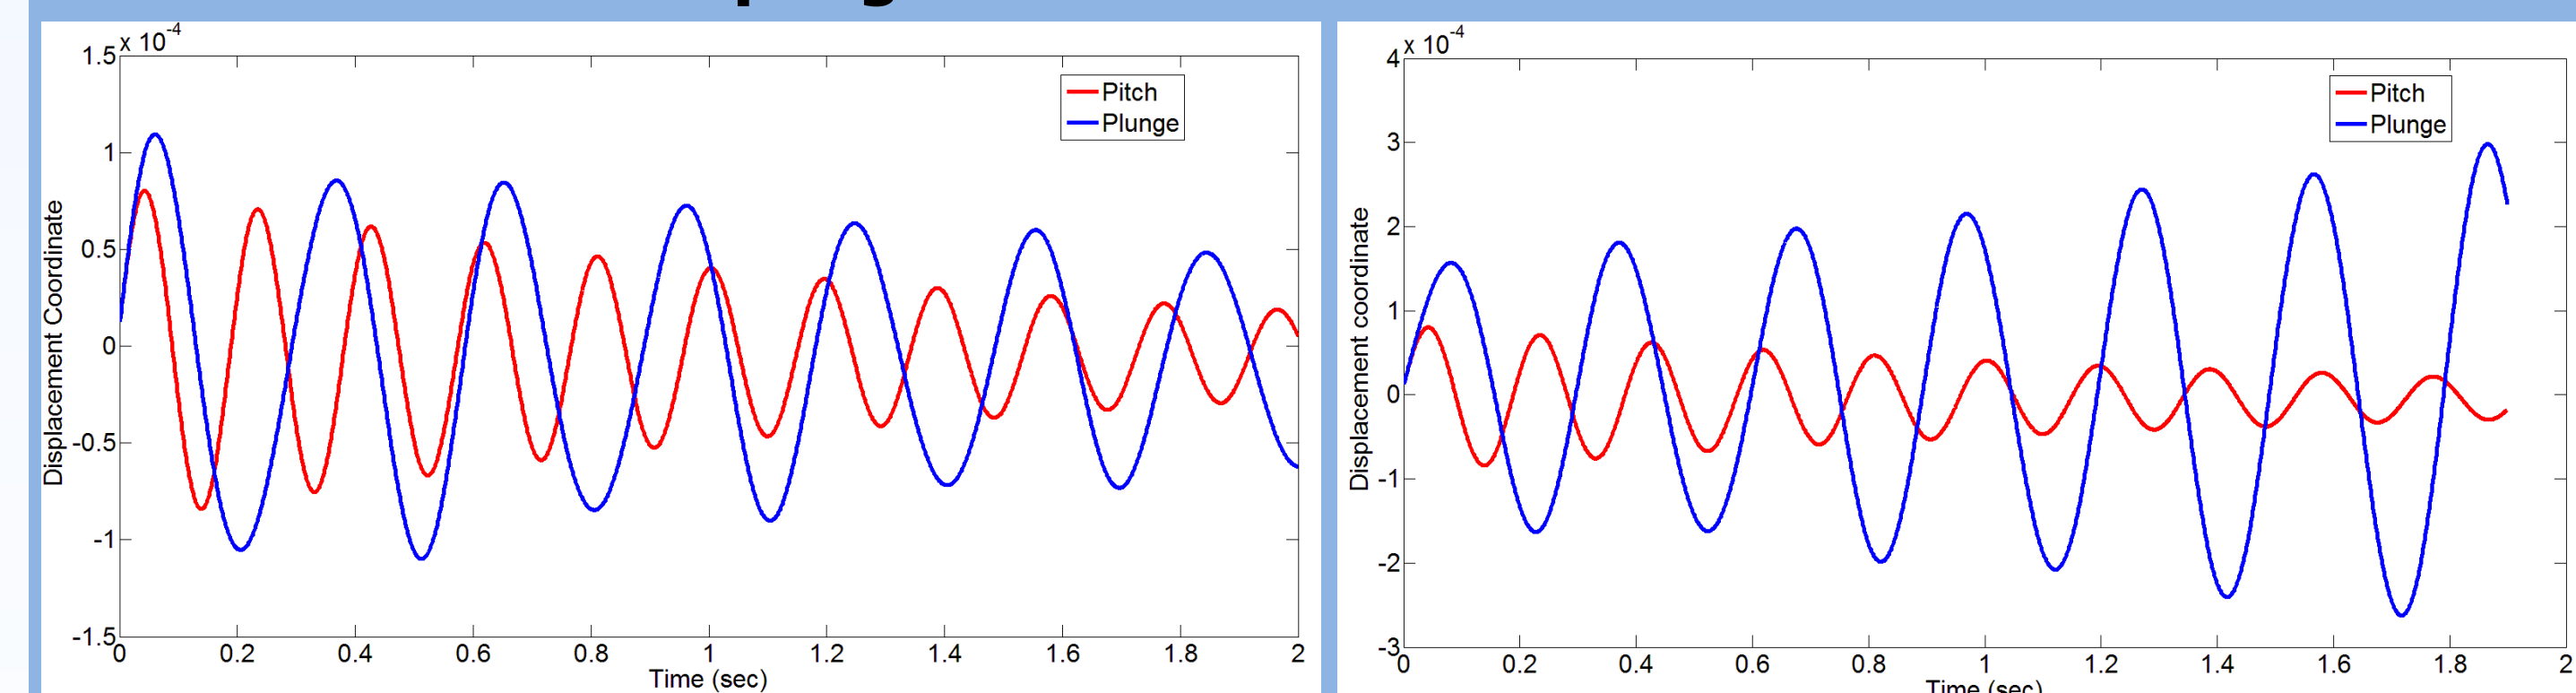 x 10-4
1.5
1
0.5
0
-0.5
-1
-1.5
Displacement Coordinate
Pitch
Plunge
0 0.2 0.4 0.6 0.8 1 1.2 1.4 1.6 1.8 2
Time (sec)
x 10-4
4
3
2
1
0
-1
-2
-3
Displacement coordinate
Pitch
Plunge
0 0.2 0.4 0.6 0.8 1 1.2 1.4 1.6 1.8 2
Time (sec)